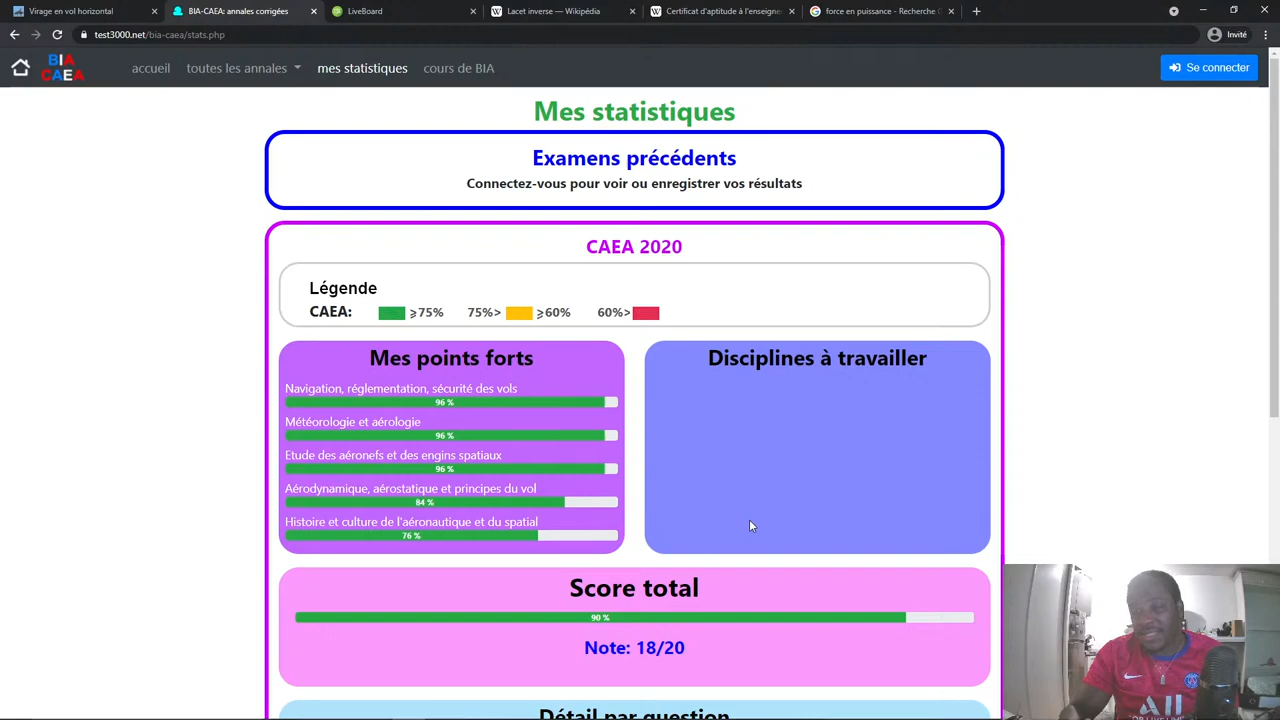 Virage en vol horizontal
BIA-CAEA: annales corrigées
LiveBoard
Lacet inverse — Wikipédia
Certificat d'aptitude à l'enseigne
force en puissance - Recherche G
test3000.net/bia-caea/stats.php
Invité
BIA
CAEA
accueil
toutes les annales
mes statistiques
cours de BIA
Se connecter
Mes statistiques
Examens précédents
Connectez-vous pour voir ou enregistrer vos résultats
CAEA 2020
Légende
CAEA: ⩾75% 75%> ⩾60% 60%>
Mes points forts
Navigation, réglementation, sécurité des vols
96 %
Météorologie et aérologie
96 %
Etude des aéronefs et des engins spatiaux
96 %
Aérodynamique, aérostatique et principes du vol
84 %
Histoire et culture de l'aéronautique et du spatial
76 %
Disciplines à travailler
Score total
90 %
Note: 18/20
Détail par question